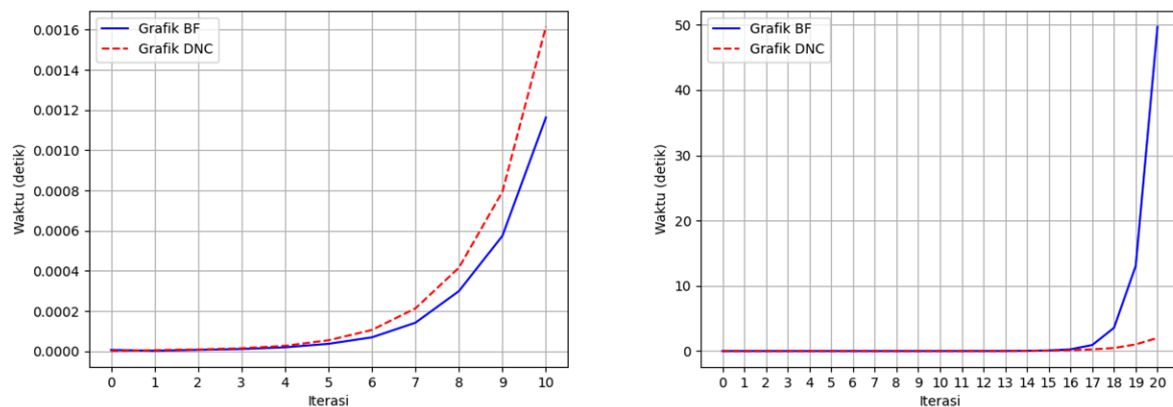 Grafik BF
Grafik DNC
0.0016
0.0014
0.0012
0.0010
0.0008
0.0006
0.0004
0.0002
0.0000
Waktu (detik)
0 1 2 3 4 5 6 7 8 9 10
Iterasi
Grafik BF
Grafik DNC
50
40
30
20
10
0
Waktu (detik)
0 1 2 3 4 5 6 7 8 9 10 11 12 13 14 15 16 17 18 19 20
Iterasi